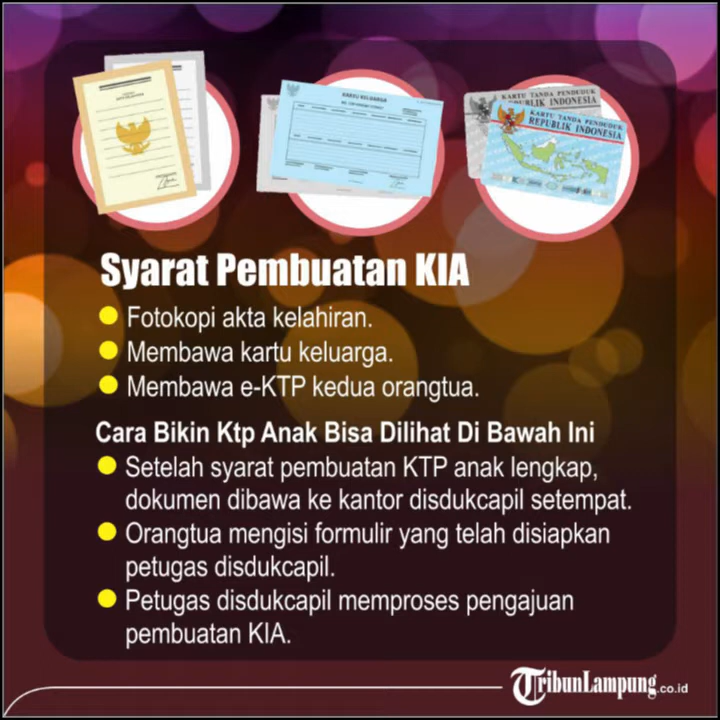 KARTU KELUARGA
KARTU TANDA PENDUDUK
REPUBLIK INDONESIA
KARTU TANDA PENDUDUK
REPUBLIK INDONESIA
Syarat Pembuatan KIA
Fotokopi akta kelahiran.
Membawa kartu keluarga.
Membawa e-KTP kedua orangtua.
Cara Bikin Ktp Anak Bisa Dilihat Di Bawah Ini
Setelah syarat pembuatan KTP anak lengkap,
dokumen dibawa ke kantor disdukcapil setempat.
Orangtua mengisi formulir yang telah disiapkan
petugas disdukcapil.
Petugas disdukcapil memproses pengajuan
pembuatan KIA.
TribunLampung.co.id